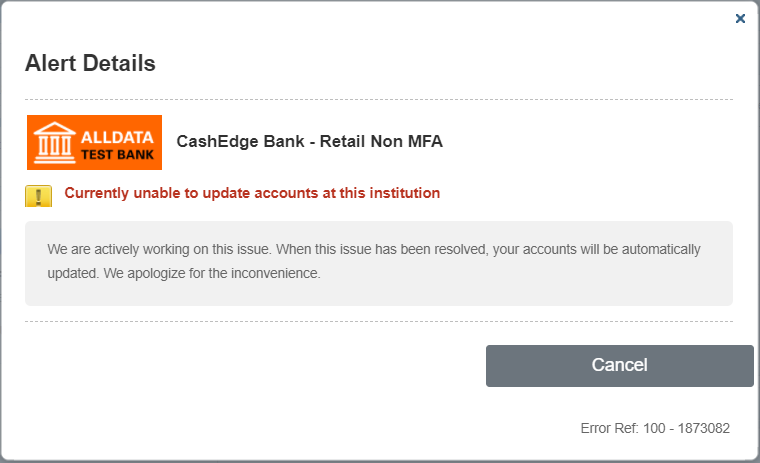 Alert Details
ALLDATA
TEST BANK
CashEdge Bank - Retail Non MFA
Currently unable to update accounts at this institution
We are actively working on this issue. When this issue has been resolved, your accounts will be automatically
updated. We apologize for the inconvenience.
Cancel
Error Ref: 100 - 1873082